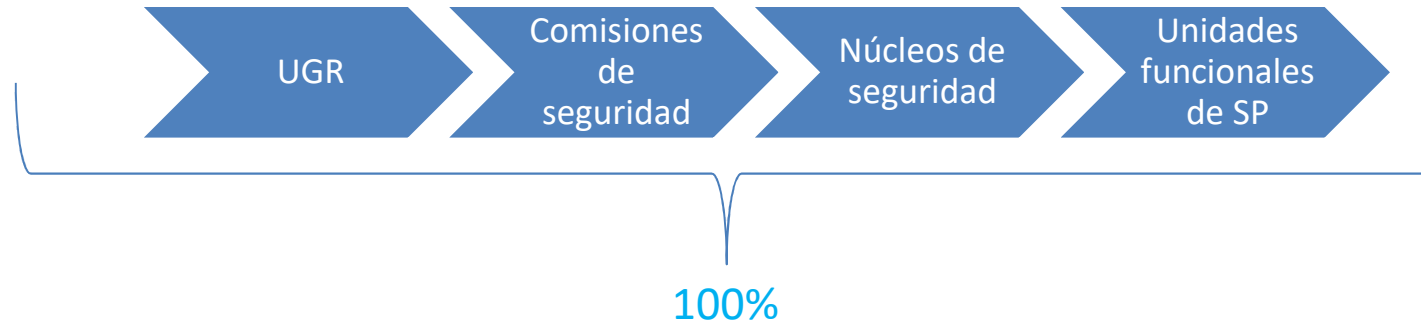 UGR
Comisiones
de
seguridad
Núcleos de
seguridad
Unidades
funcionales
de SP
100%